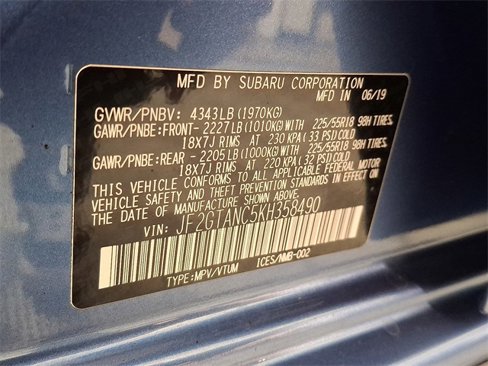 MFD BY SUBARU CORPORATION
MFD IN 06/19
GVWR/PNBV: 4343LB (1970KG)
GAWR/PNBE:FRONT- 2227LB (1010KG) WITH 225/55R18 98H TIRES,
18X7J RIMS, AT 230 KPA ( 33 PSI) COLD
GAWR/PNBE:REAR - 2205LB (1000KG) WITH 225/55R18 98H TIRES,
18X7J RIMS, AT 220 KPA ( 32 PSI) COLD
THIS VEHICLE CONFORMS TO ALL APPLICABLE FEDERAL MOTOR
VEHICLE SAFETY STANDARDS IN EFFECT ON THE DATE OF
MANUFACTURE SHOWN ABOVE.
VIN: JF2GTANC5KH358490
TYPE:MPV/VTUM ICES/NMB-002